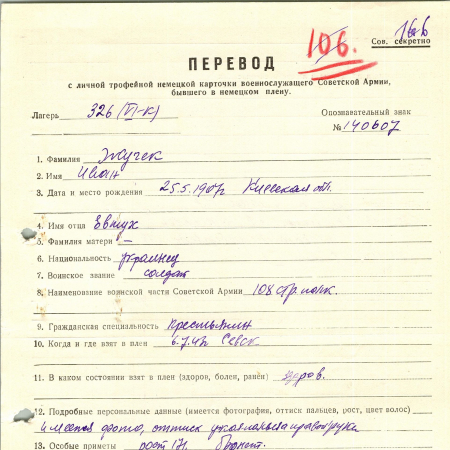 106.
16б
Сов. секретно
ПЕРЕВОД
с личной трофейной немецкой карточки военнослужащего Советской Армии,
бывшего в немецком плену.
Лагерь 326 (VI-К)
Опознавательный знак
№ 140607
1. Фамилия Жучек
2. Имя Иван
3. Дата и место рождения 25.5.1907г Киевская обл.
4. Имя отца Евтух
5. Фамилия матери —
6. Национальность украинец
7. Воинское звание солдат
8. Наименование воинской части Советской Армии 108 стр. полк.
9. Гражданская специальность крестьянин
10. Когда и где взят в плен 6.7.42 Севск
11. В каком состоянии взят в плен (здоров, болен, ранен) здоров.
12. Подробные персональные данные (имеется фотография, оттиск пальцев, рост, цвет волос)
имеется фото, оттиск указ. пальца правой руки
13. Особые приметы рост 171.